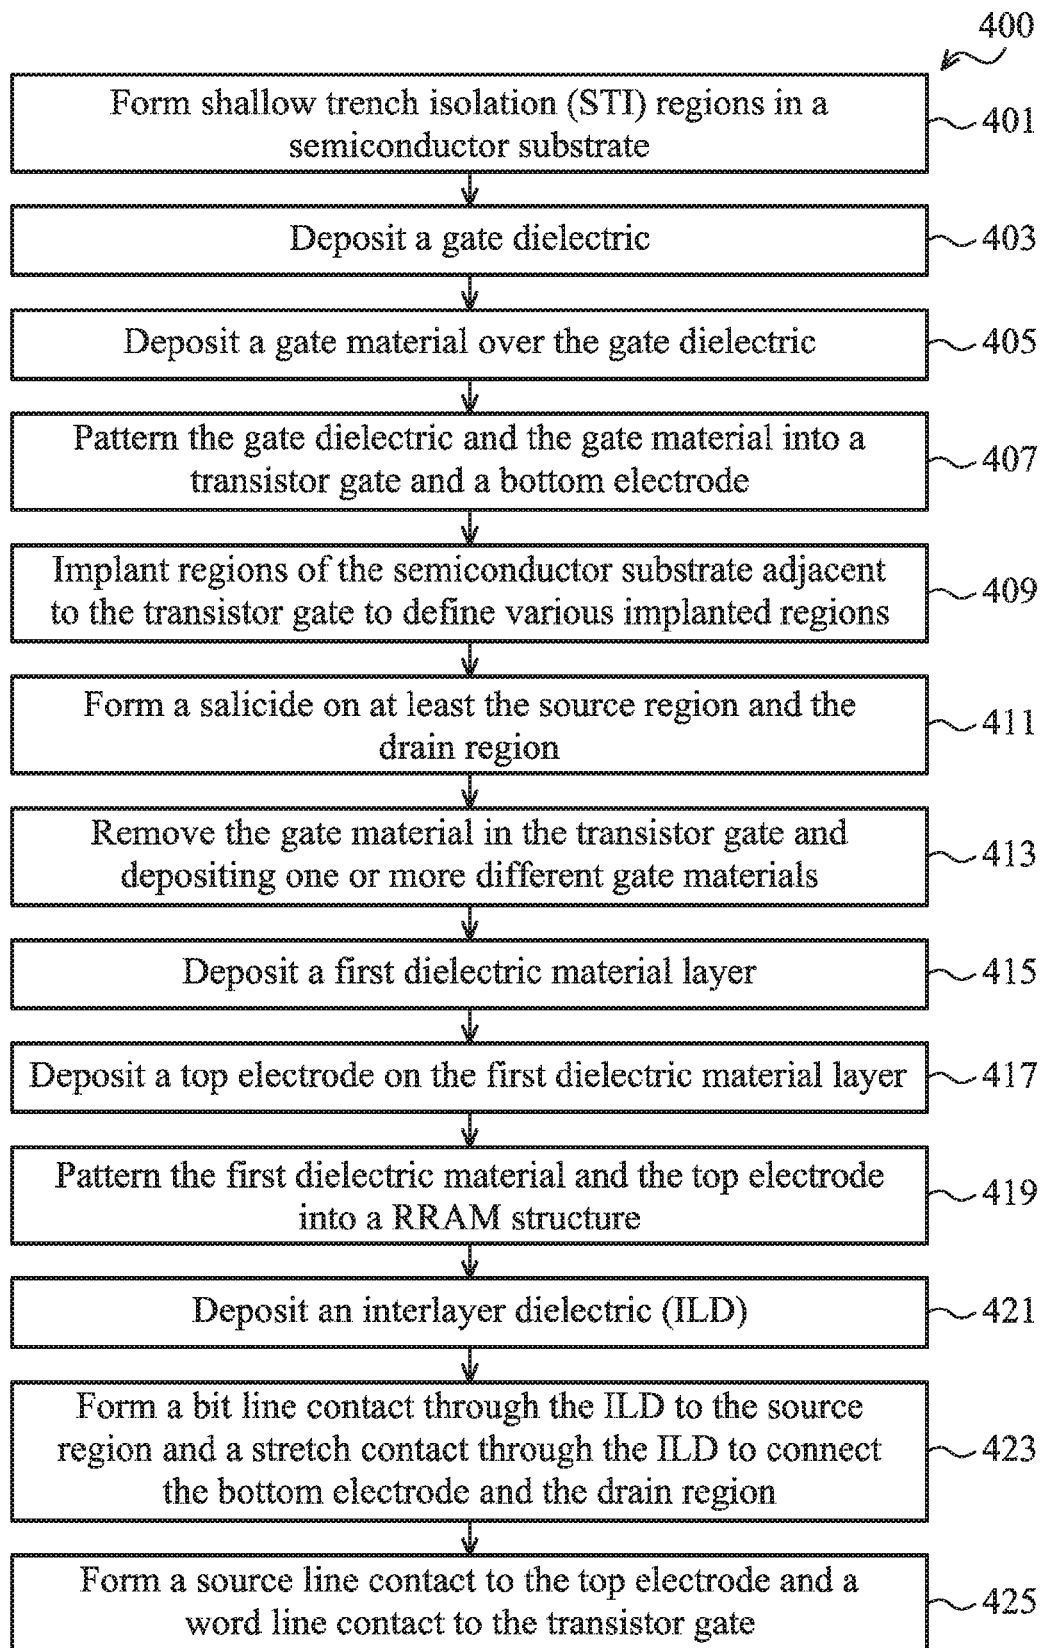 400
Form shallow trench isolation (STI) regions in a
semiconductor substrate
401
Deposit a gate dielectric
403
Deposit a gate material over the gate dielectric
405
Pattern the gate dielectric and the gate material into a
transistor gate and a bottom electrode
407
Implant regions of the semiconductor substrate adjacent
to the transistor gate to define various implanted regions
409
Form a salicide on at least the source region and the
drain region
411
Remove the gate material in the transistor gate and
depositing one or more different gate materials
413
Deposit a first dielectric material layer
415
Deposit a top electrode on the first dielectric material layer
417
Pattern the first dielectric material and the top electrode
into a RRAM structure
419
Deposit an interlayer dielectric (ILD)
421
Form a bit line contact through the ILD to the source
region and a stretch contact through the ILD to connect
the bottom electrode and the drain region
423
Form a source line contact to the top electrode and a
word line contact to the transistor gate
425